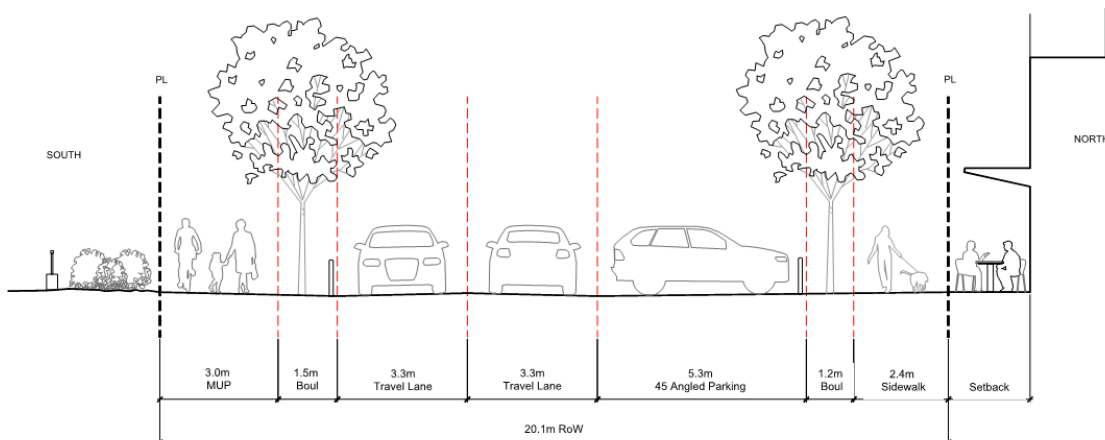 PL
PL
SOUTH
NORTH
3.0m
MUP
1.5m
Boul
3.3m
Travel Lane
3.3m
Travel Lane
5.3m
45 Angled Parking
1.2m
Boul
2.4m
Sidewalk
Setback
20.1m RoW